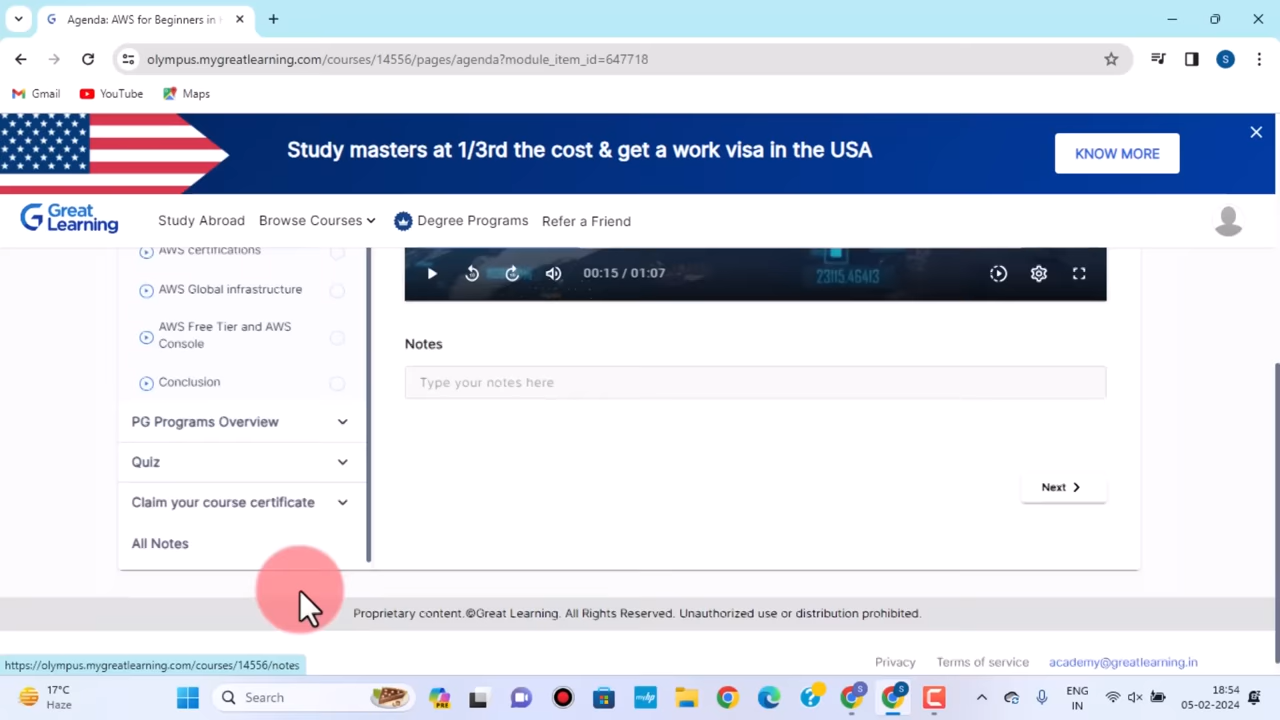 Agenda: AWS for Beginners in
olympus.mygreatlearning.com/courses/14556/pages/agenda?module_item_id=647718
S
Gmail
YouTube
Maps
Study masters at 1/3rd the cost & get a work visa in the USA
KNOW MORE
Great
Learning
Study Abroad
Browse Courses
Degree Programs
Refer a Friend
AWS certifications
AWS Global infrastructure
AWS Free Tier and AWS
Console
Conclusion
PG Programs Overview
Quiz
Claim your course certificate
All Notes
23115.46413
00:15 / 01:07
Notes
Type your notes here
Next
Proprietary content.©Great Learning. All Rights Reserved. Unauthorized use or distribution prohibited.
https://olympus.mygreatlearning.com/courses/14556/notes
Privacy
Terms of service
academy@greatlearning.in
17°C
Haze
Search
PRE
ENG
IN
18:54
05-02-2024